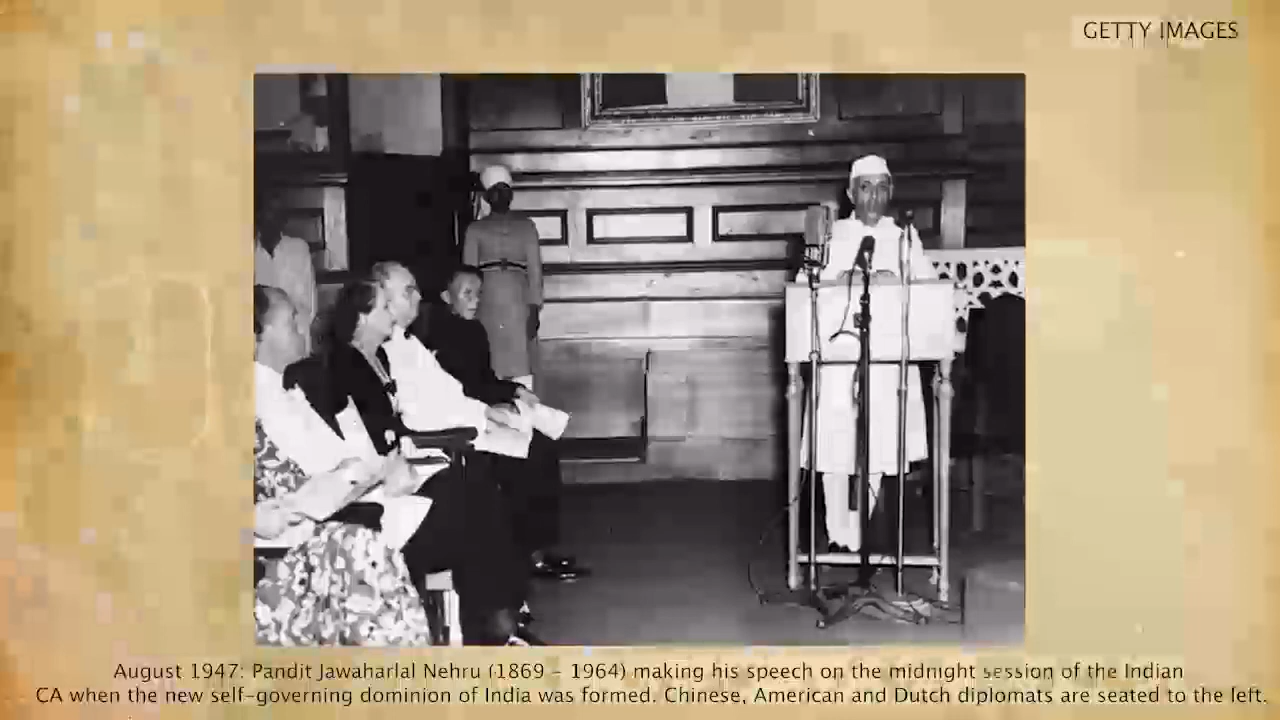 GETTY IMAGES
August 1947: Pandit Jawaharlal Nehru (1869 - 1964) making his speech on the midnight session of the Indian
CA when the new self-governing dominion of India was formed. Chinese, American and Dutch diplomats are seated to the left.